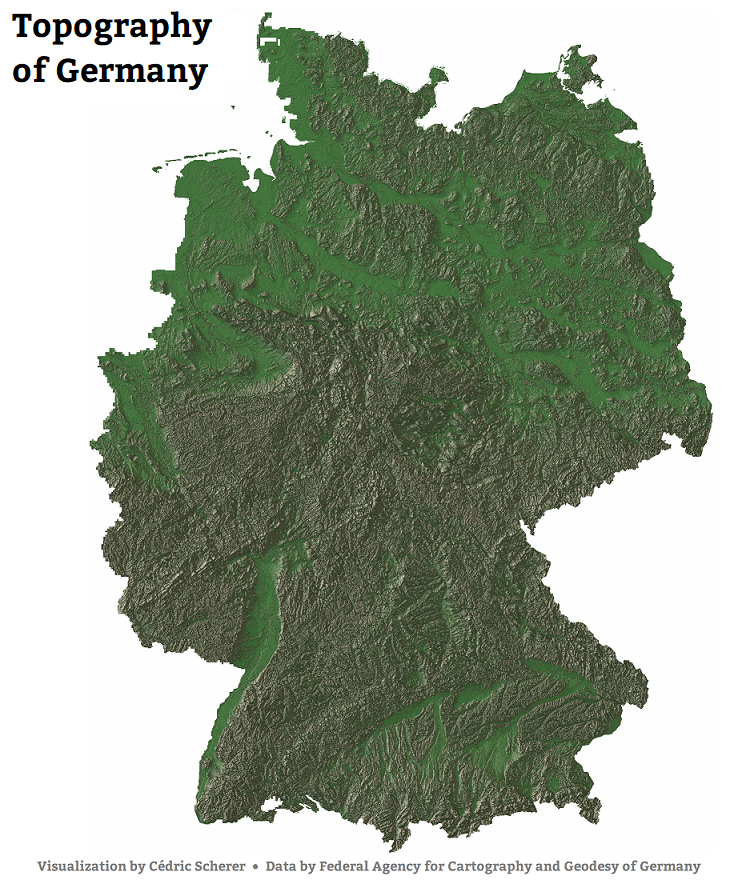 Topography
of Germany
Visualization by Cédric Scherer • Data by Federal Agency for Cartography and Geodesy of Germany